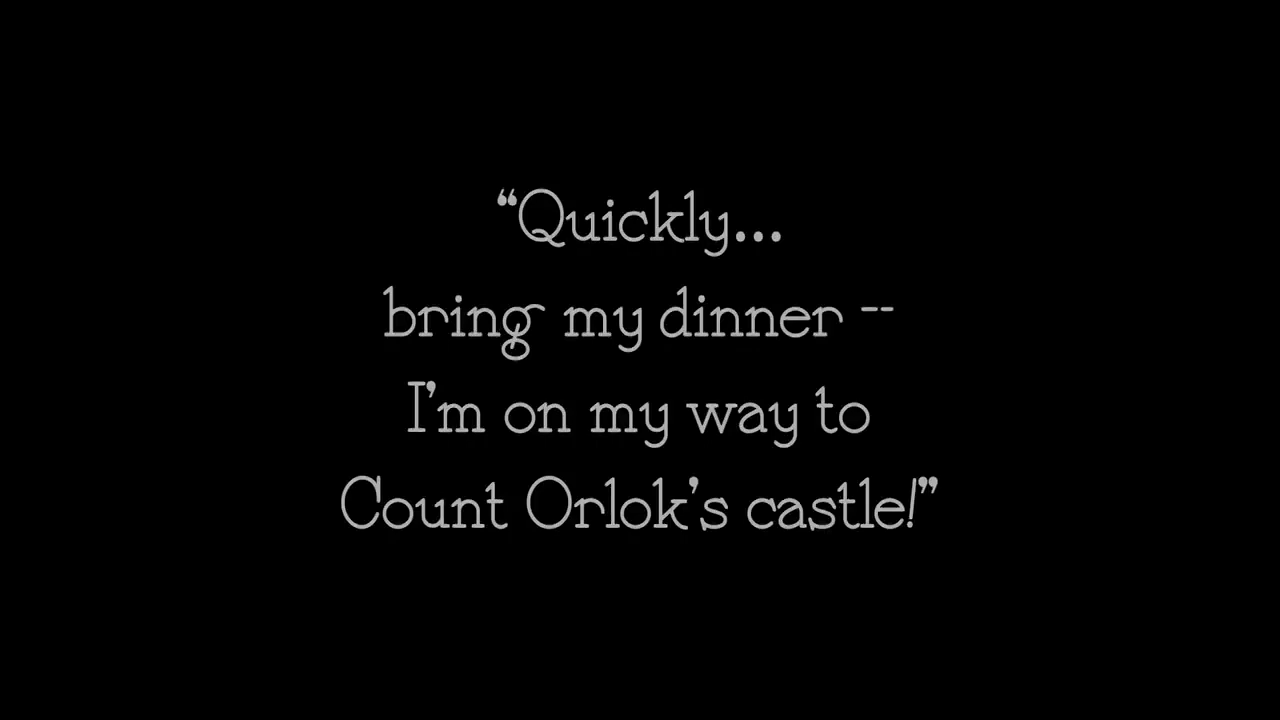 “Quickly...
bring my dinner --
I’m on my way to
Count Orlok’s castle!”